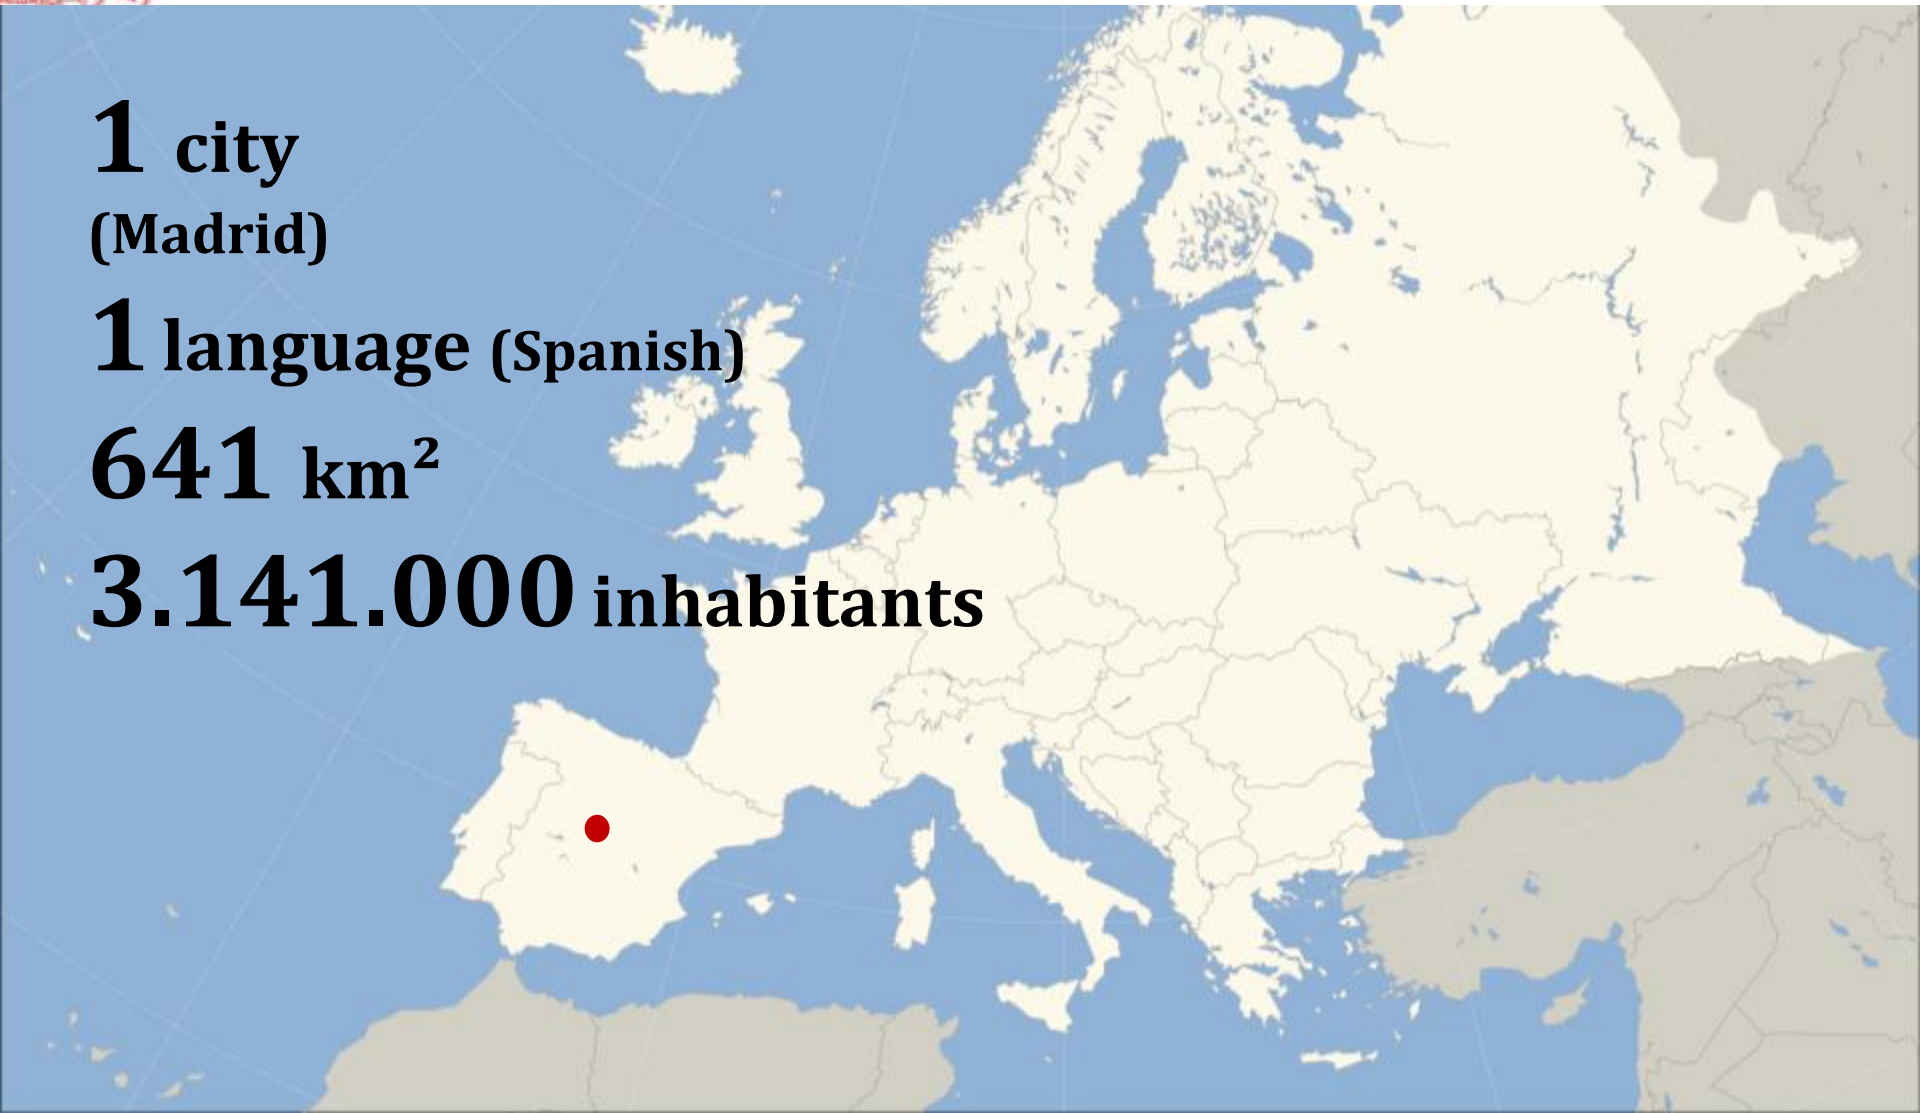 1 city
(Madrid)
1 language (Spanish)
641 km²
3.141.000 inhabitants